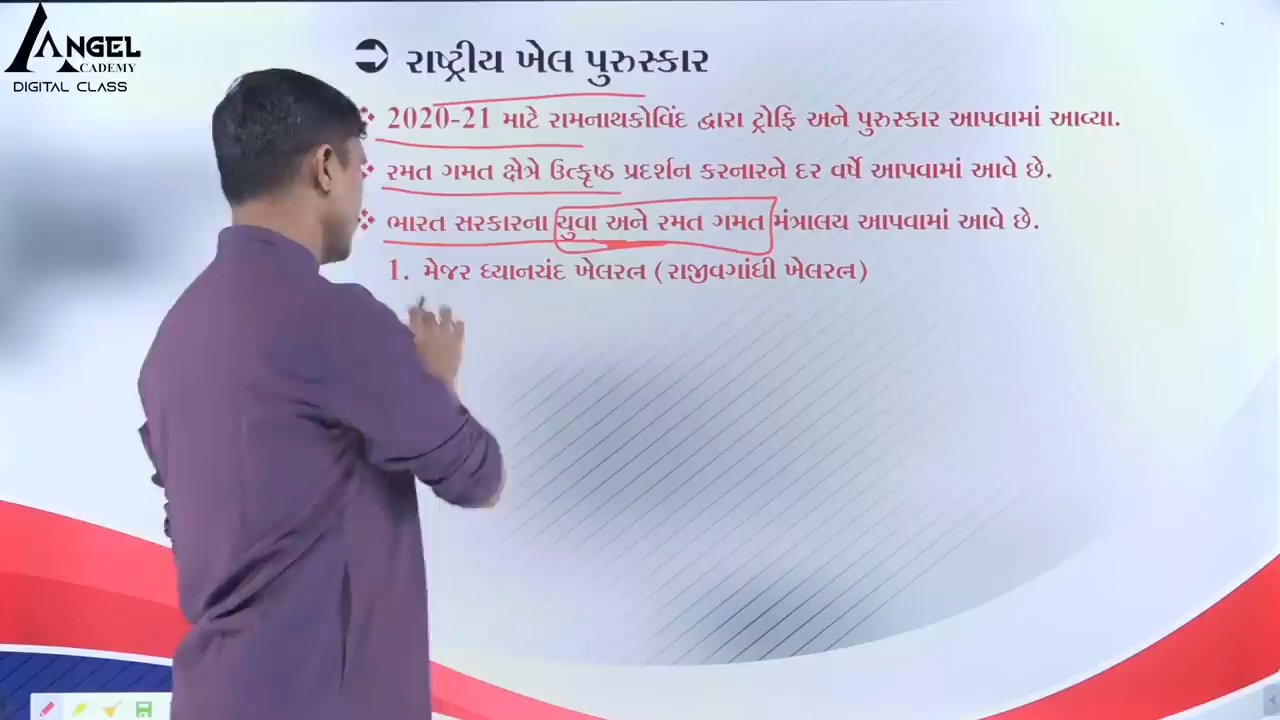 ANGEL
ACADEMY
DIGITAL CLASS
રાષ્ટ્રીય ખેલ પુરુસ્કાર
2020-21 માટે રામનાથકોવિંદ દ્વારા ટ્રોફિ અને પુરુસ્કાર આપવામાં આવ્યા.
રમત ગમત ક્ષેત્રે ઉત્કૃષ્ઠ પ્રદર્શન કરનારને દર વર્ષે આપવામાં આવે છે.
ભારત સરકારના યુવા અને રમત ગમત મંત્રાલય આપવામાં આવે છે.
1. મેજર ધ્યાનચંદ ખેલરત્ન (રાજીવગાંધી ખેલરત્ન)